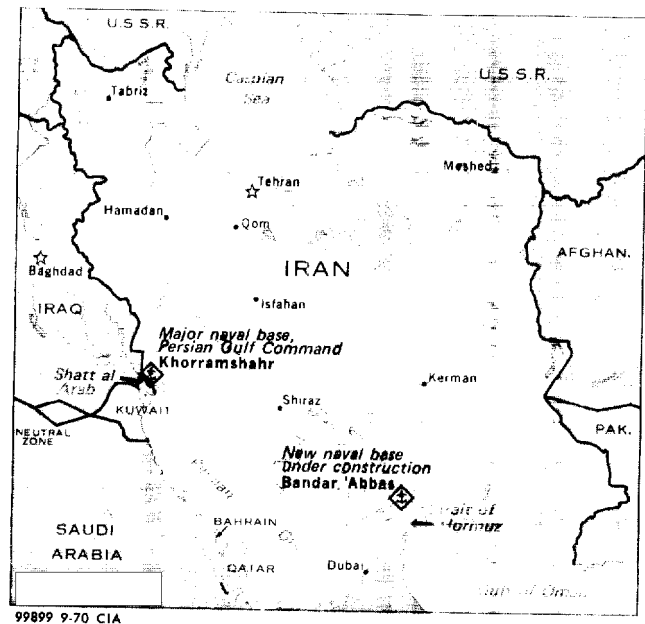 U.S.S.R.
Caspian
Sea
U.S.S.R.
Tabriz
Meshed
Tehran
Hamadan
Qom
AFGHAN.
Baghdad
IRAN
IRAQ
Isfahan
Major naval base,
Persian Gulf Command
Khorramshahr
Shatt al
Arab
Kerman
Shiraz
KUWAIT
NEUTRAL
ZONE
PAK.
New naval base
under construction
Bandar 'Abbas
of
BAHRAIN
SAUDI
ARABIA
QATAR
Dubai
of
99899 9-70 CIA